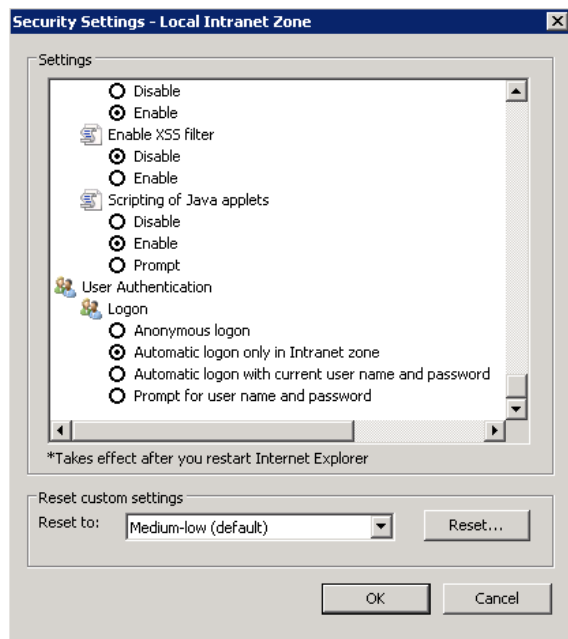 Security Settings - Local Intranet Zone
Settings
Disable
Enable
Enable XSS filter
Disable
Enable
Scripting of Java applets
Disable
Enable
Prompt
User Authentication
Logon
Anonymous logon
Automatic logon only in Intranet zone
Automatic logon with current user name and password
Prompt for user name and password
*Takes effect after you restart Internet Explorer
Reset custom settings
Reset to: Medium-low (default) Reset...
OK Cancel